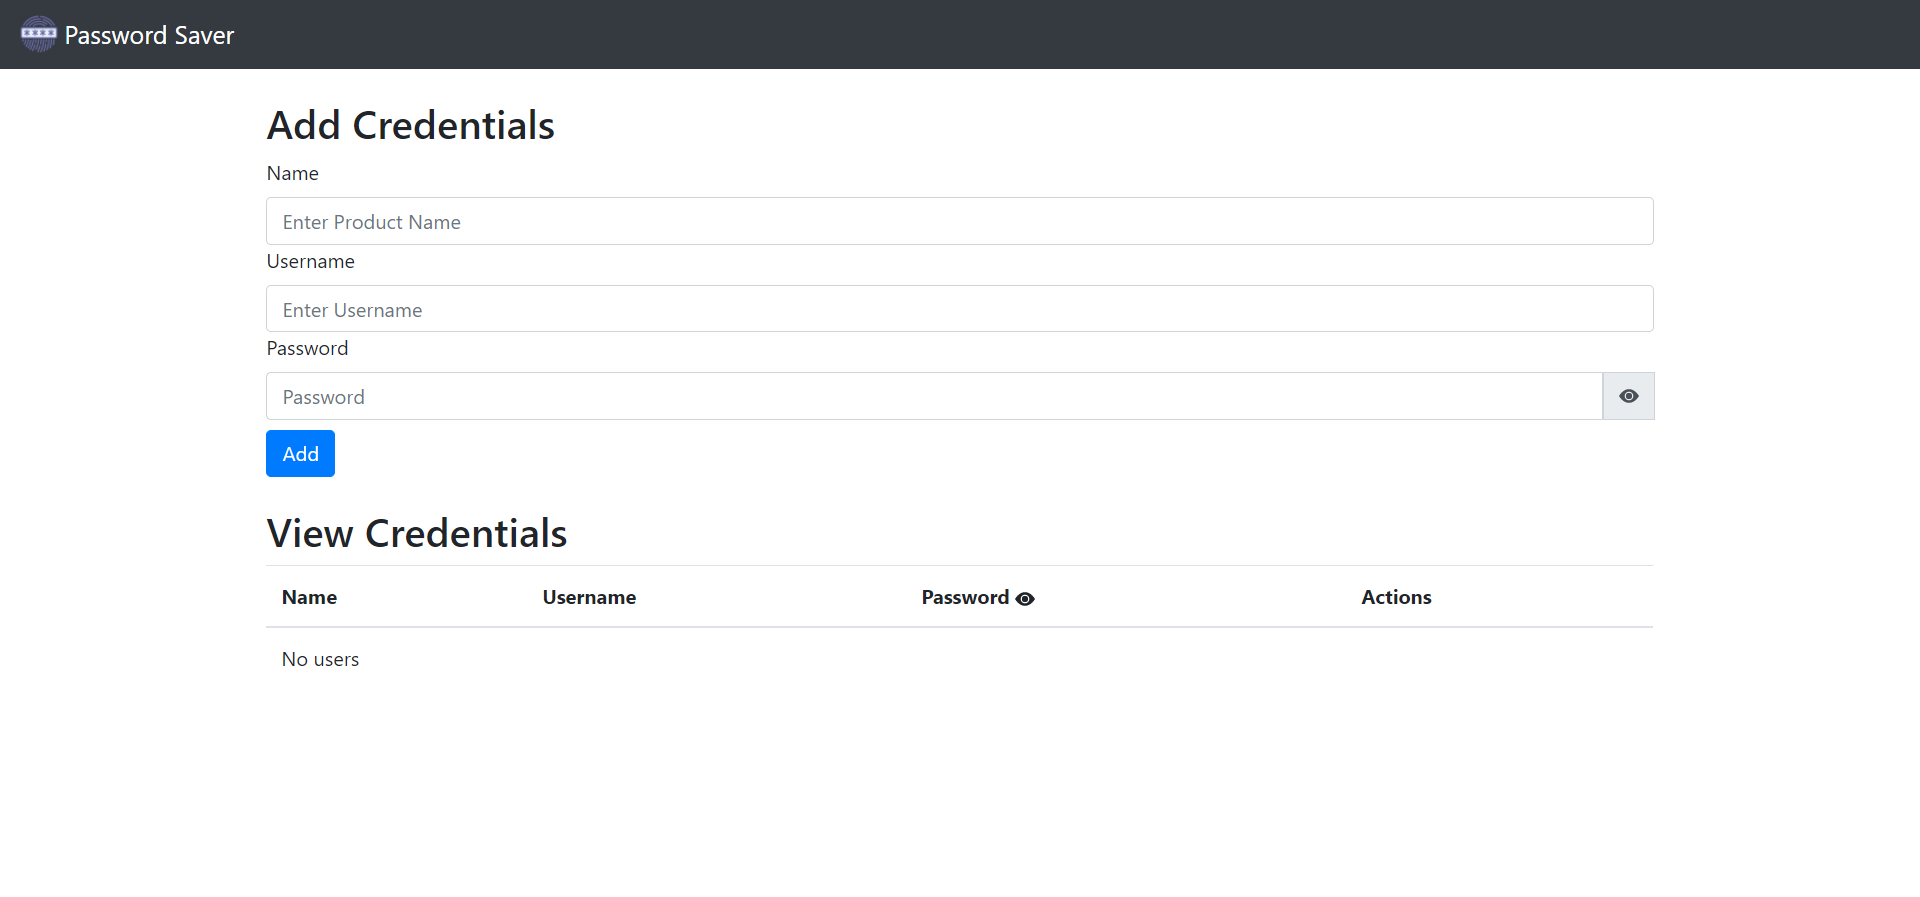 Password Saver
Add Credentials
Name
Enter Product Name
Username
Enter Username
Password
Password
Add
View Credentials
Name Username Password Actions
No users